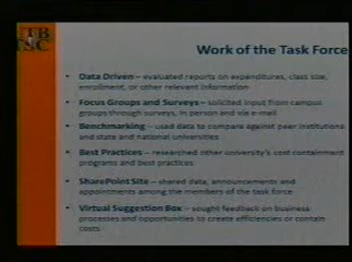 UTB
TSC
Work of the Task Force
• Data Driven – evaluated reports on expenditures, class size,
enrollment, or other relevant information
• Focus Groups and Surveys – solicited input from campus
groups through surveys, in person and via e-mail
• Benchmarking – used data to compare against peer institutions
and state and national universities
• Best Practices – researched other university's cost containment
programs and best practices
• SharePoint Site – shared data, announcements and
appointments among the members of the task force
• Virtual Suggestion Box – sought feedback on business
processes and opportunities to create efficiencies or contain
costs